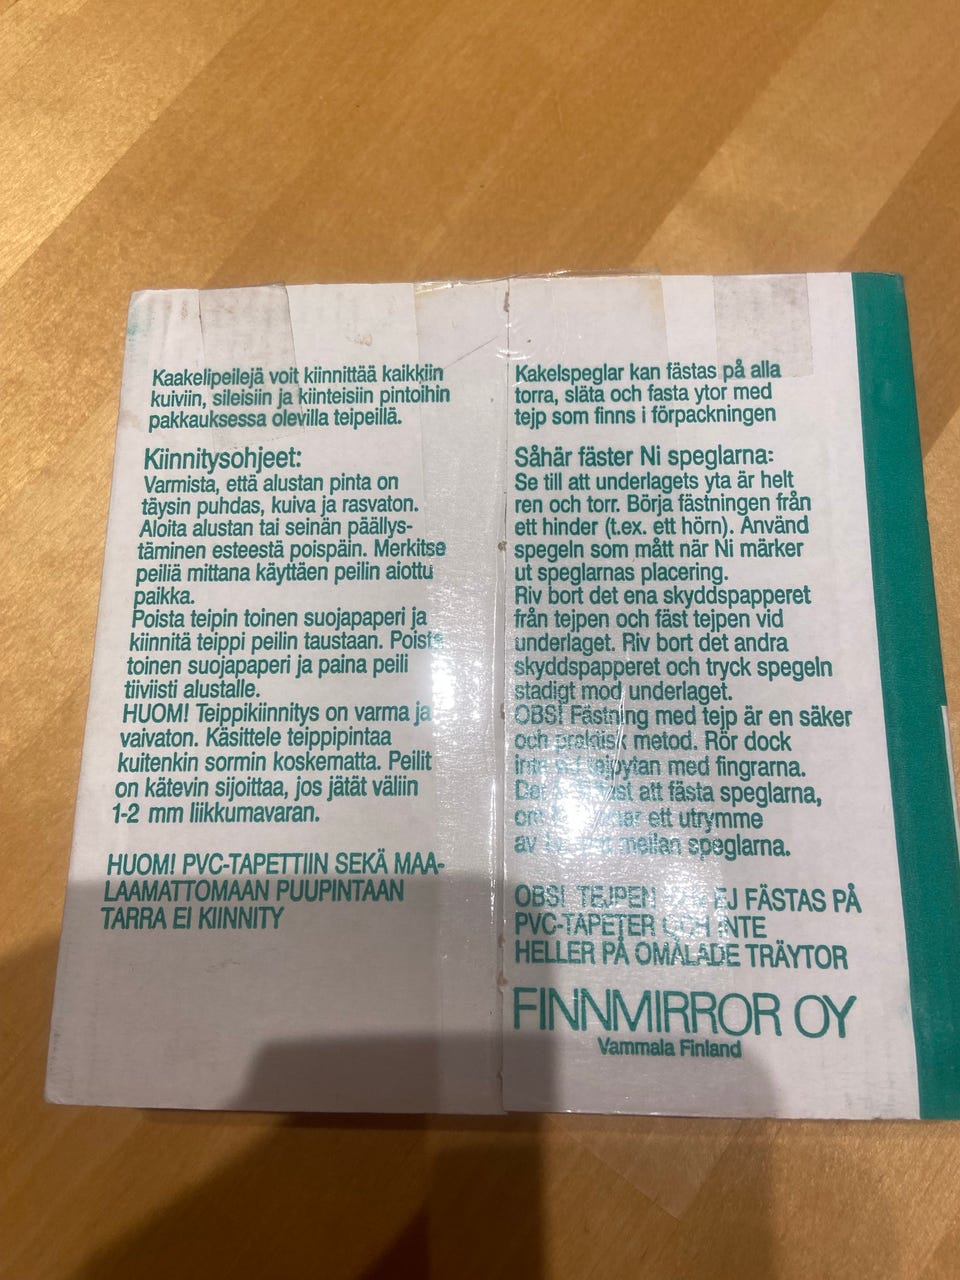 Kaakelipeilejä voit kiinnittää kaikkiin
kuiviin, sileisiin ja kiinteisiin pintoihin
pakkauksessa olevilla teipeillä.
Kiinnitysohjeet:
Varmista, että alustan pinta on
täysin puhdas, kuiva ja rasvaton.
Aloita alustan tai seinän päällys-
täminen esteestä poispäin. Merkitse
peiliä mittana käyttäen peilin aiottu
paikka.
Poista teipin toinen suojapaperi ja
kiinnitä teippi peilin taustaan. Poista
toinen suojapaperi ja paina peili
tiiviisti alustalle.
HUOM! Teippikiinnitys on varma ja
vaivaton. Käsittele teippipintaa
kuitenkin sormin koskematta. Peilit
on kätevin sijoittaa, jos jätät väliin
1-2 mm liikkumavaran.
HUOM! PVC-TAPETTIIN SEKÄ MAA-
LAAMATTOMAAN PUUPINTAAN
TARRA EI KIINNITY
Kakelspeglar kan fästas på alla
torra, släta och fasta ytor med
tejp som finns i förpackningen
Såhär fäster Ni speglarna:
Se till att underlagets yta är helt
ren och torr. Börja fästningen från
ett hinder (t.ex. ett hörn). Använd
spegeln som mått när Ni märker
ut speglarnas placering.
Riv bort det ena skyddspapperet
från tejpen och fäst tejpen vid
underlaget. Riv bort det andra
skyddspapperet och tryck spegeln
stadigt mod underlaget.
OBS! Fästning med tejp är en säker
och praktisk metod. Rör dock
med fingrarna.
att fästa speglarna,
ett utrymme
av mellan speglarna.
OBS! TEJPEN EJ FÄSTAS PÅ
PVC-TAPETER OCH INTE
HELLER PÅ OMÅLADE TRÄYTOR
FINNMIRROR OY
Vammala Finland